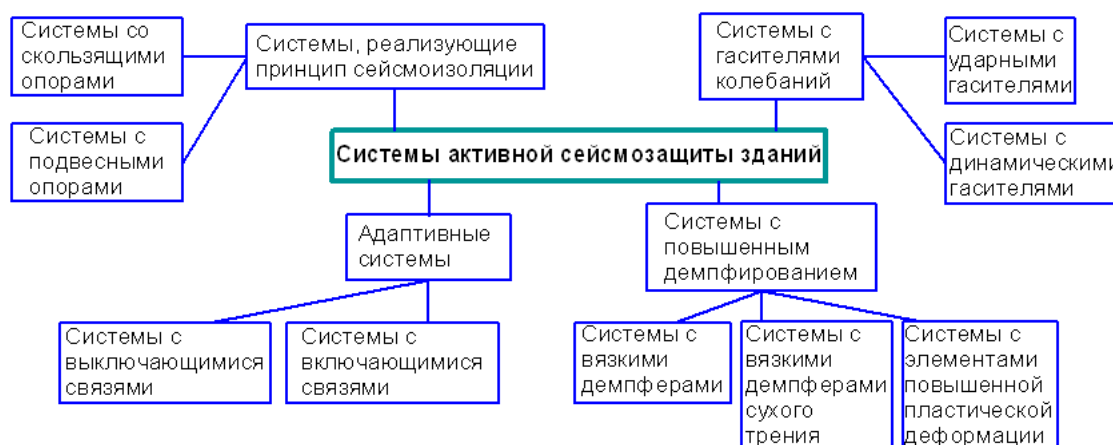 Системы со
скользящими
опорами
Системы, реализующие
принцип сейсмоизоляции
Системы с
гасителями
колебаний
Системы с
ударными
гасителями
Системы с
подвесными
опорами
Системы активной сейсмозащиты зданий
Системы с
динамическими
гасителями
Адаптивные
системы
Системы с
повышенным
демпфированием
Системы с
выключающимися
связями
Системы с
включающимися
связями
Системы с
вязкими
демпферами
Системы с
вязкими
демпферами
сухого
трения
Системы с
элементами
повышенной
пластической
деформации